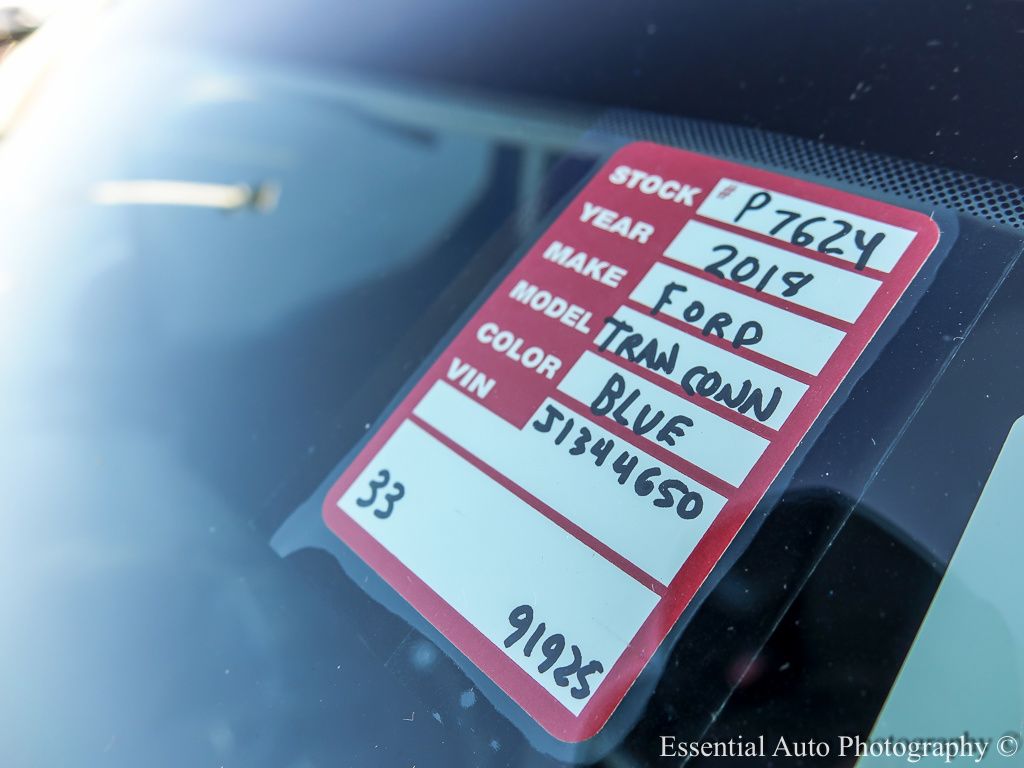 STOCK # P7624
YEAR 2018
MAKE FORD
MODEL TRAN CONN
COLOR BLUE
VIN J1344650
33
91925
Essential Auto Photography ©